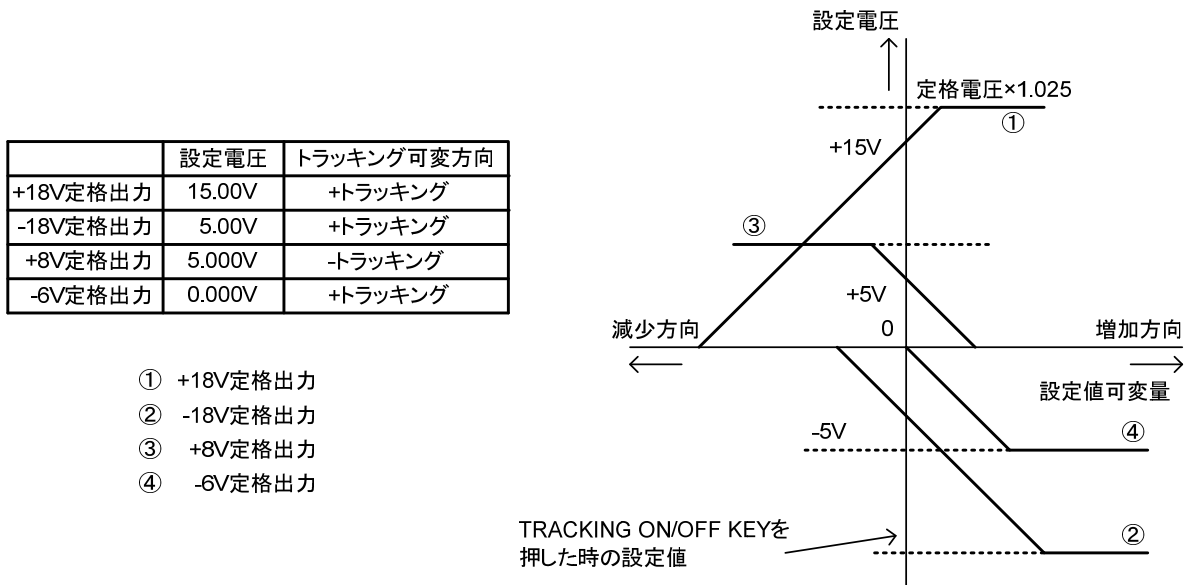 設定電圧 トラッキング可変方向
+18V定格出力 15.00V +トラッキング
-18V定格出力 5.00V +トラッキング
+8V定格出力 5.000V -トラッキング
-6V定格出力 0.000V +トラッキング
① +18V定格出力
② -18V定格出力
③ +8V定格出力
④ -6V定格出力
設定電圧
定格電圧×1.025
①
+15V
③
+5V
0
減少方向
増加方向
設定値可変量
-5V
④
②
TRACKING ON/OFF KEYを
押した時の設定値